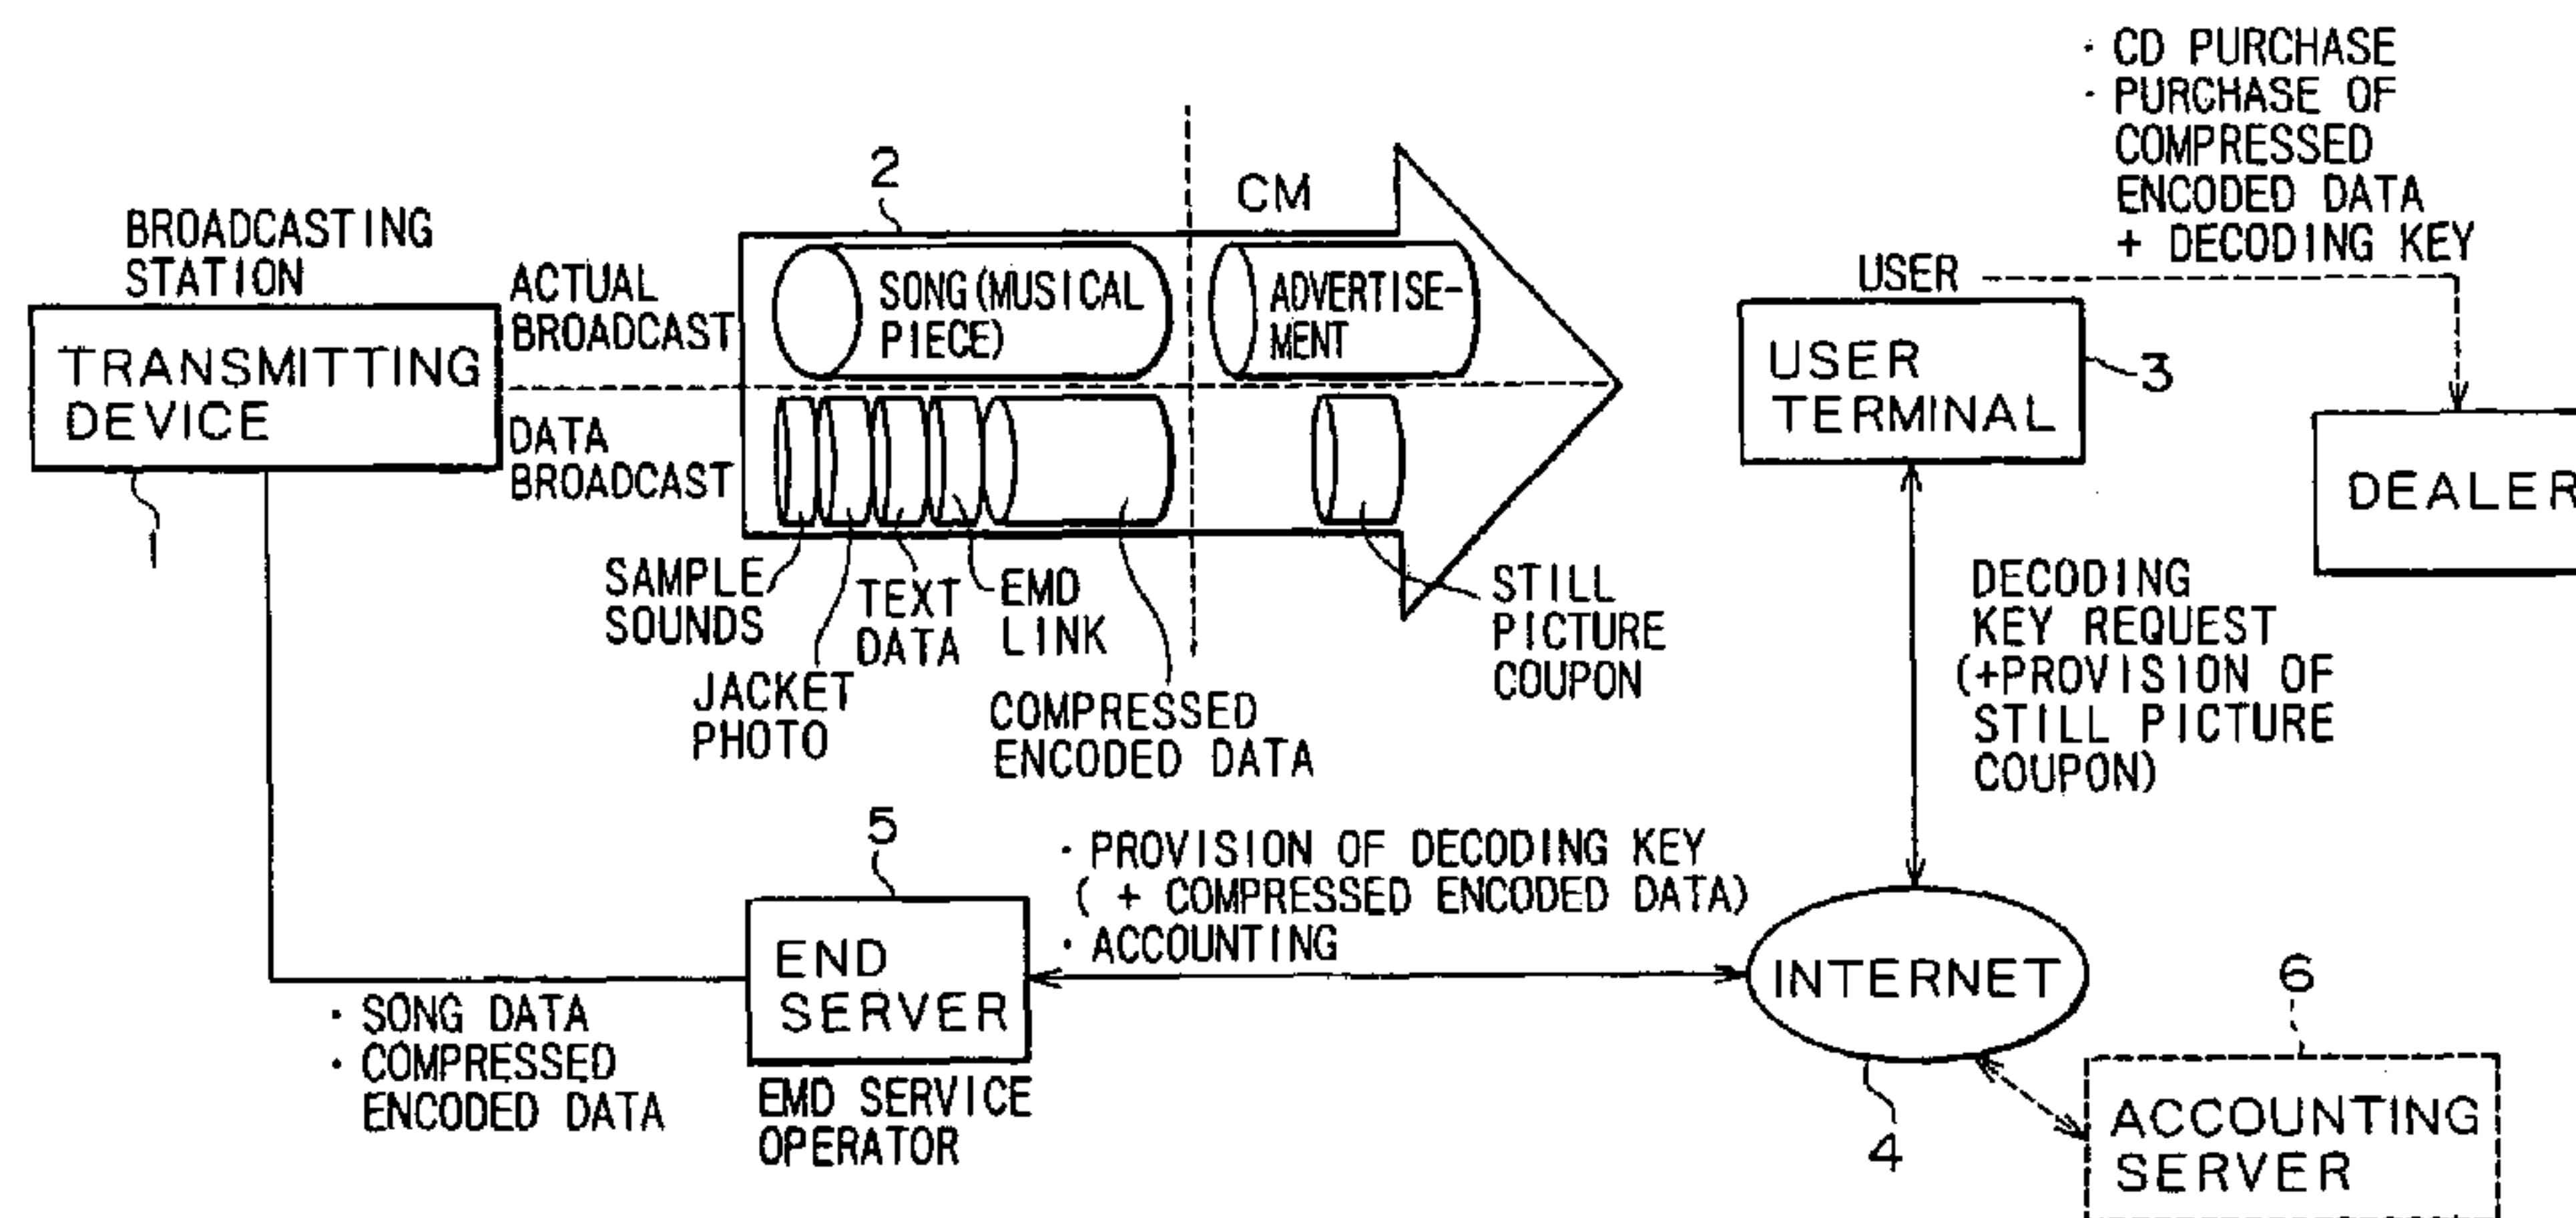 BROADCASTING
STATION
TRANSMITTING
DEVICE
1
ACTUAL
BROADCAST
DATA
BROADCAST
2
CM
SONG(MUSICAL
PIECE)
ADVERTISE-
MENT
SAMPLE
SOUNDS
JACKET
PHOTO
TEXT
DATA
EMD
LINK
COMPRESSED
ENCODED DATA
STILL
PICTURE
COUPON
· CD PURCHASE
· PURCHASE OF
COMPRESSED
ENCODED DATA
+ DECODING KEY
USER
USER
TERMINAL
3
DEALER
DECODING
KEY REQUEST
(+PROVISION OF
STILL PICTURE
COUPON)
5
END
SERVER
EMD SERVICE
OPERATOR
· PROVISION OF DECODING KEY
( + COMPRESSED ENCODED DATA)
· ACCOUNTING
· SONG DATA
· COMPRESSED
ENCODED DATA
INTERNET
4
6
ACCOUNTING
SERVER